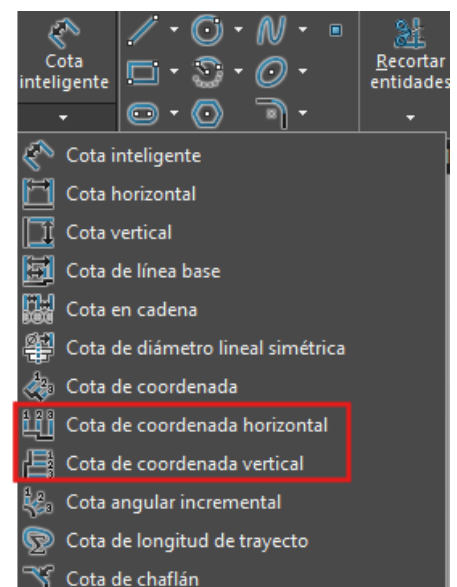 Cota
inteligente
Recortar
entidades
Cota inteligente
Cota horizontal
Cota vertical
Cota de línea base
Cota en cadena
Cota de diámetro lineal simétrica
Cota de coordenada
Cota de coordenada horizontal
Cota de coordenada vertical
Cota angular incremental
Cota de longitud de trayecto
Cota de chaflán